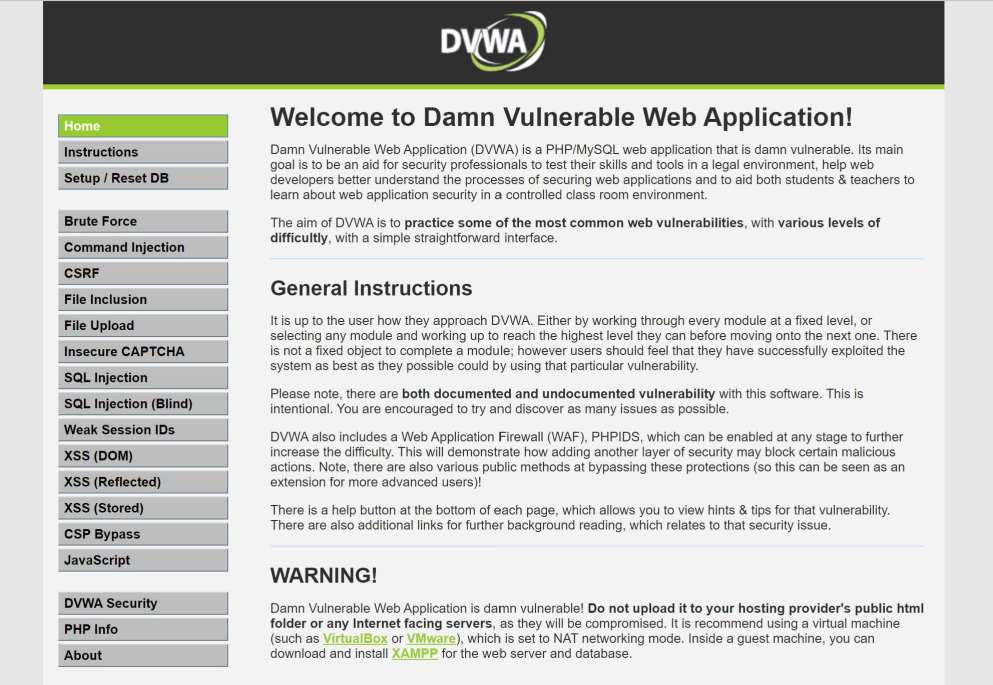 DVWA
Home
Instructions
Setup / Reset DB
Brute Force
Command Injection
CSRF
File Inclusion
File Upload
Insecure CAPTCHA
SQL Injection
SQL Injection (Blind)
Weak Session IDs
XSS (DOM)
XSS (Reflected)
XSS (Stored)
CSP Bypass
JavaScript
DVWA Security
PHP Info
About
Welcome to Damn Vulnerable Web Application!
Damn Vulnerable Web Application (DVWA) is a PHP/MySQL web application that is damn vulnerable. Its main
goal is to be an aid for security professionals to test their skills and tools in a legal environment, help web
developers better understand the processes of securing web applications and to aid both students & teachers to
learn about web application security in a controlled class room environment.
The aim of DVWA is to practice some of the most common web vulnerabilities, with various levels of
difficultly, with a simple straightforward interface.
General Instructions
It is up to the user how they approach DVWA. Either by working through every module at a fixed level, or
selecting any module and working up to reach the highest level they can before moving onto the next one. There
is not a fixed object to complete a module; however users should feel that they have successfully exploited the
system as best as they possible could by using that particular vulnerability.
Please note, there are both documented and undocumented vulnerability with this software. This is
intentional. You are encouraged to try and discover as many issues as possible.
DVWA also includes a Web Application Firewall (WAF), PHPIDS, which can be enabled at any stage to further
increase the difficulty. This will demonstrate how adding another layer of security may block certain malicious
actions. Note, there are also various public methods at bypassing these protections (so this can be seen as an
extension for more advanced users)!
There is a help button at the bottom of each page, which allows you to view hints & tips for that vulnerability.
There are also additional links for further background reading, which relates to that security issue.
WARNING!
Damn Vulnerable Web Application is damn vulnerable! Do not upload it to your hosting provider's public html
folder or any Internet facing servers, as they will be compromised. It is recommend using a virtual machine
(such as VirtualBox or VMware), which is set to NAT networking mode. Inside a guest machine, you can
download and install XAMPP for the web server and database.